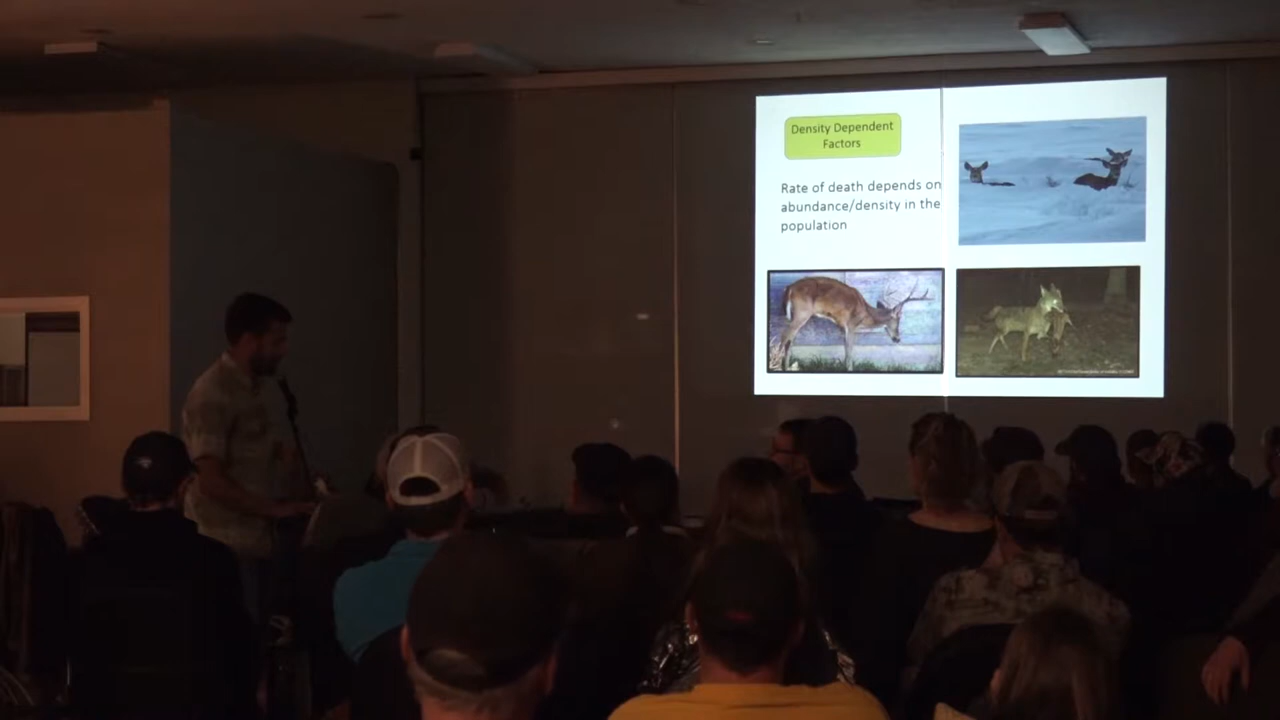 Density Dependent
Factors
Rate of death depends on
abundance/density in the
population